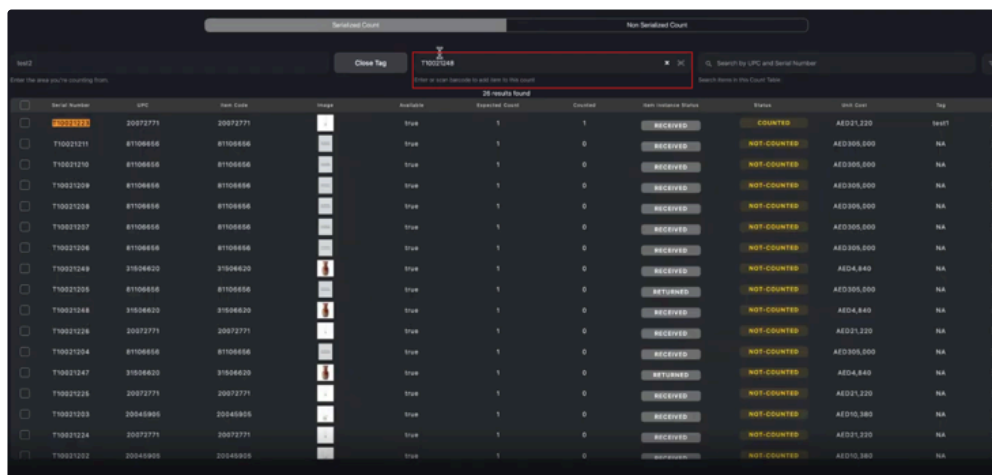 Serialized Count Non Serialized Count
test2 Close Tag T10021248 Search by UPC and Serial Number
Enter the area you're counting from. Enter or scan barcode to add item to this count Search items in this Count Table
26 results found
Serial Number UPC Item Code Image Available Expected Count Counted Item Instance Status Status Unit Cost Tag
20072771 20072771 true 1 1 RECEIVED COUNTED AED21,220 test1
T10021211 81106656 81106656 true 1 0 RECEIVED NOT-COUNTED AED305,000 NA
T10021210 81106656 81106656 true 1 0 RECEIVED NOT-COUNTED AED305,000 NA
T10021209 81106656 81106656 true 1 0 RECEIVED NOT-COUNTED AED305,000 NA
T10021208 81106656 81106656 true 1 0 RECEIVED NOT-COUNTED AED305,000 NA
T10021207 81106656 81106656 true 1 0 RECEIVED NOT-COUNTED AED305,000 NA
T10021206 81106656 81106656 true 1 0 RECEIVED NOT-COUNTED AED305,000 NA
T10021249 31506620 31506620 true 1 0 RECEIVED NOT-COUNTED AED4,840 NA
T10021205 81106656 81106656 true 1 0 RETURNED NOT-COUNTED AED305,000 NA
T10021248 31506620 31506620 true 1 0 RECEIVED NOT-COUNTED AED4,840 NA
T10021226 20072771 20072771 true 1 0 RECEIVED NOT-COUNTED AED21,220 NA
T10021204 81106656 81106656 true 1 0 RECEIVED NOT-COUNTED AED305,000 NA
T10021247 31506620 31506620 true 1 0 RETURNED NOT-COUNTED AED4,840 NA
T10021225 20072771 20072771 true 1 0 RECEIVED NOT-COUNTED AED21,220 NA
T10021203 20045905 20045905 true 1 0 RECEIVED NOT-COUNTED AED10,380 NA
T10021224 20072771 20072771 true 1 0 RECEIVED NOT-COUNTED AED21,220 NA
T10021202 20045905 20045905 true 1 0 RECEIVED NOT-COUNTED AED10,380 NA